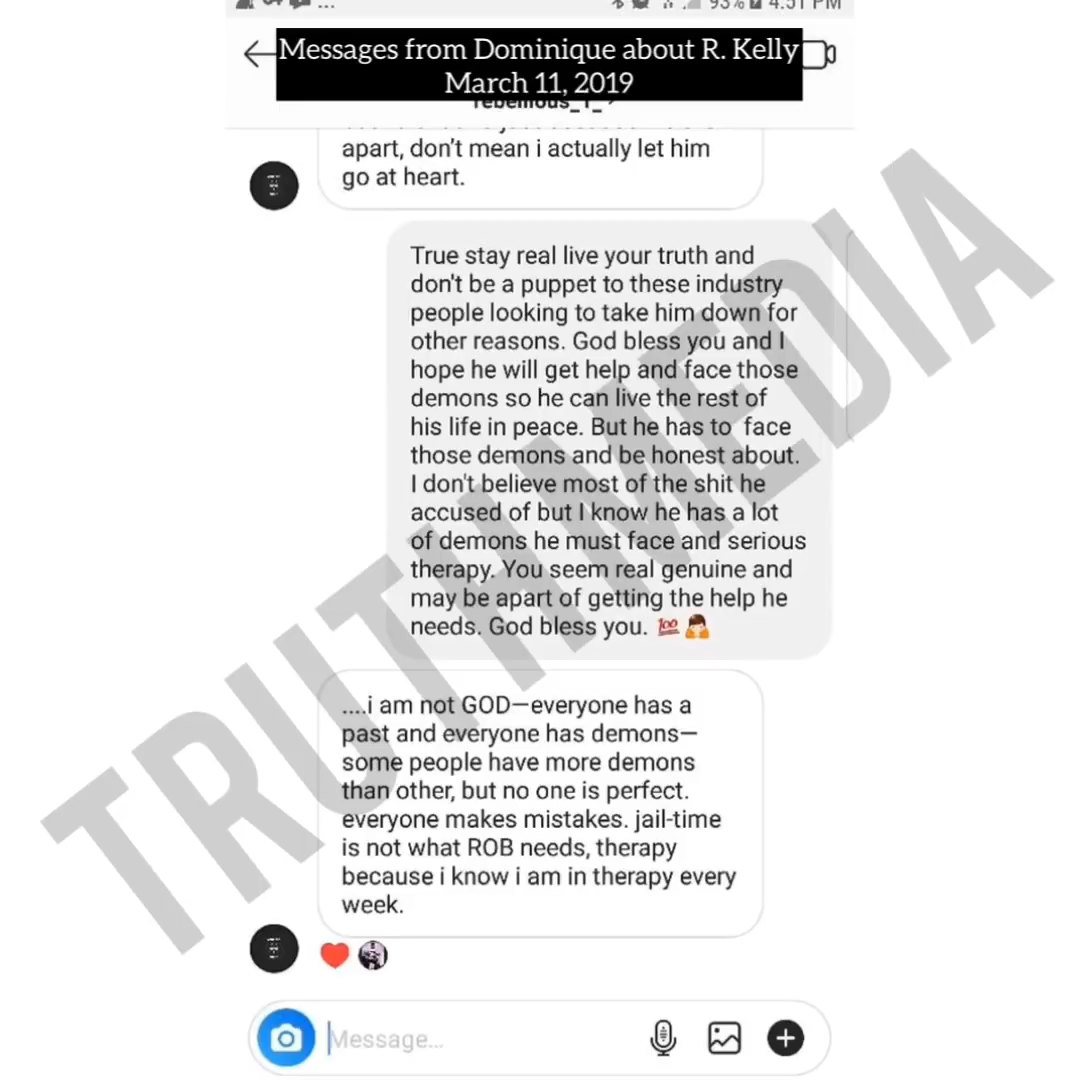 93% 4:51 PM
Messages from Dominique about R. Kelly
March 11, 2019
apart, don't mean i actually let him
go at heart.
True stay real live your truth and
don't be a puppet to these industry
people looking to take him down for
other reasons. God bless you and I
hope he will get help and face those
demons so he can live the rest of
his life in peace. But he has to face
those demons and be honest about.
I don't believe most of the shit he
accused of but I know he has a lot
of demons he must face and serious
therapy. You seem real genuine and
may be apart of getting the help he
needs. God bless you. 💯 🙏
....i am not GOD—everyone has a
past and everyone has demons—
some people have more demons
than other, but no one is perfect.
everyone makes mistakes. jail-time
is not what ROB needs, therapy
because i know i am in therapy every
week.
Message...
TRUTH MEDIA